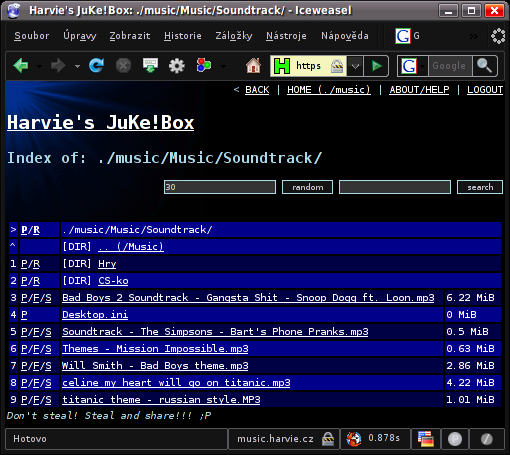 Harvie's JuKe!Box: ./music/Music/Soundtrack/ - Iceweasel
Soubor Úpravy Zobrazit Historie Záložky Nástroje Nápověda G G
https G Google
< BACK | HOME (./music) | ABOUT/HELP | LOGOUT
Harvie's JuKe!Box
Index of: ./music/Music/Soundtrack/
30 random search
> P/R ./music/Music/Soundtrack/
^ [DIR] .. (/Music)
1 P/R [DIR] Hry
2 P/R [DIR] CS-ko
3 P/F/S Bad Boys 2 Soundtrack - Gangsta Shit - Snoop Dogg ft. Loon.mp3 6.22 MiB
4 P Desktop.ini 0 MiB
5 P/F/S Soundtrack - The Simpsons - Bart's Phone Pranks.mp3 0.5 MiB
6 P/F/S Themes - Mission Impossible.mp3 0.63 MiB
7 P/F/S Will Smith - Bad Boys theme.mp3 2.86 MiB
8 P/F/S celine my heart will go on titanic.mp3 4.22 MiB
9 P/F/S titanic theme - russian style.MP3 1.01 MiB
Don't steal! Steal and share!!! ;P
Hotovo music.harvie.cz 0.878s